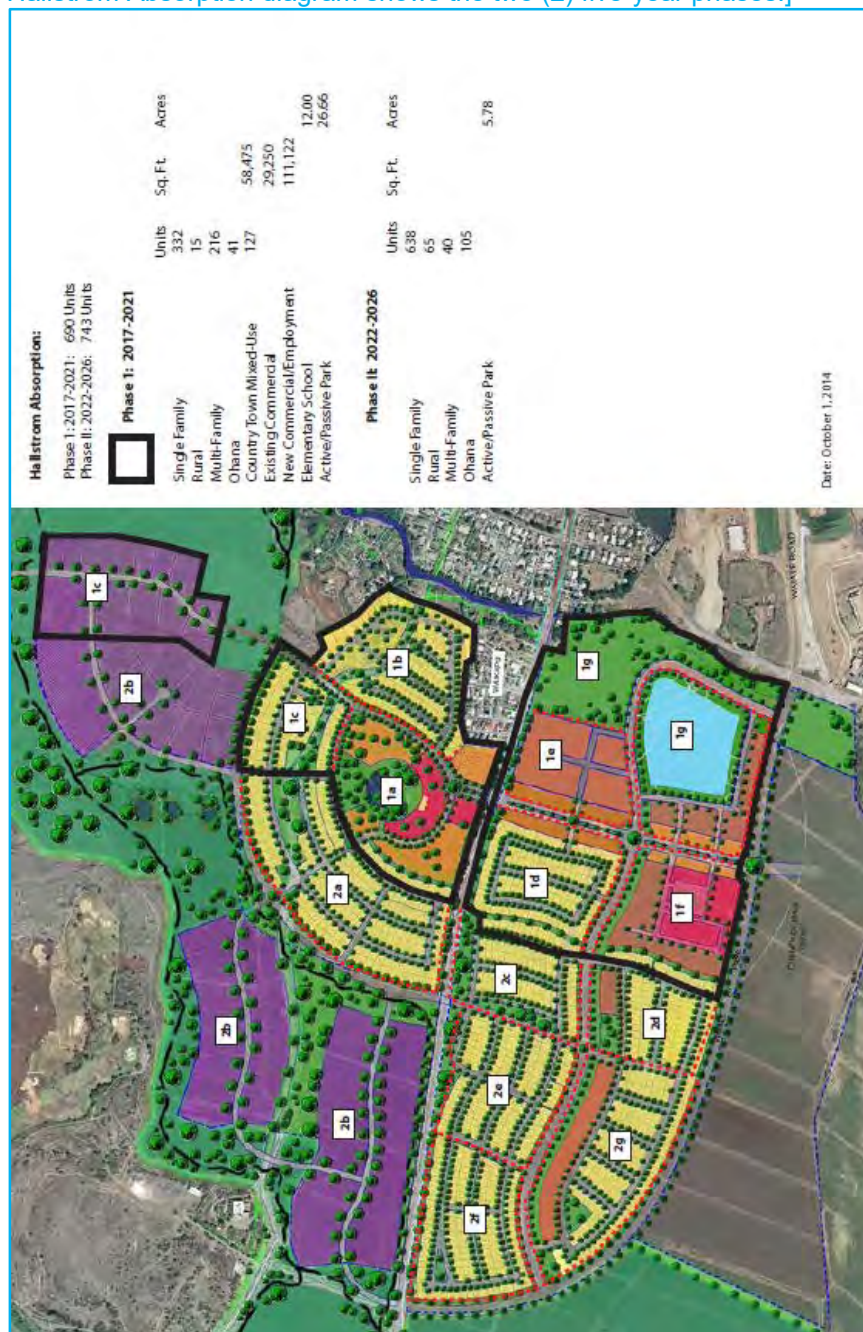 Hallstrom Absorption diagram shows the two (2) five-year phases.]
Hallstrom Absorption:
Phase 1: 2017-2021: 690 Units
Phase II: 2022-2026: 743 Units
Phase 1: 2017-2021
Units Sq. Ft. Acres
Single Family 332
Rural 15
Multi-Family 216
Ohana 41
Country Town Mixed-Use 127 58,475
Existing Commercial 29,250
New Commercial/Employment 111,122
Elementary School 12.00
Active/Passive Park 26.66
Phase II: 2022-2026
Units Sq. Ft. Acres
Single Family 638
Rural 65
Multi-Family 40
Ohana 105
Active/Passive Park 5.78
Date: October 1, 2014
1c
2b
1c
1b
1a
2a
2b
2b
WAIKAPU
1g
1e
1g
1d
1f
2c
2d
2e
2g
2f
WAIALE ROAD